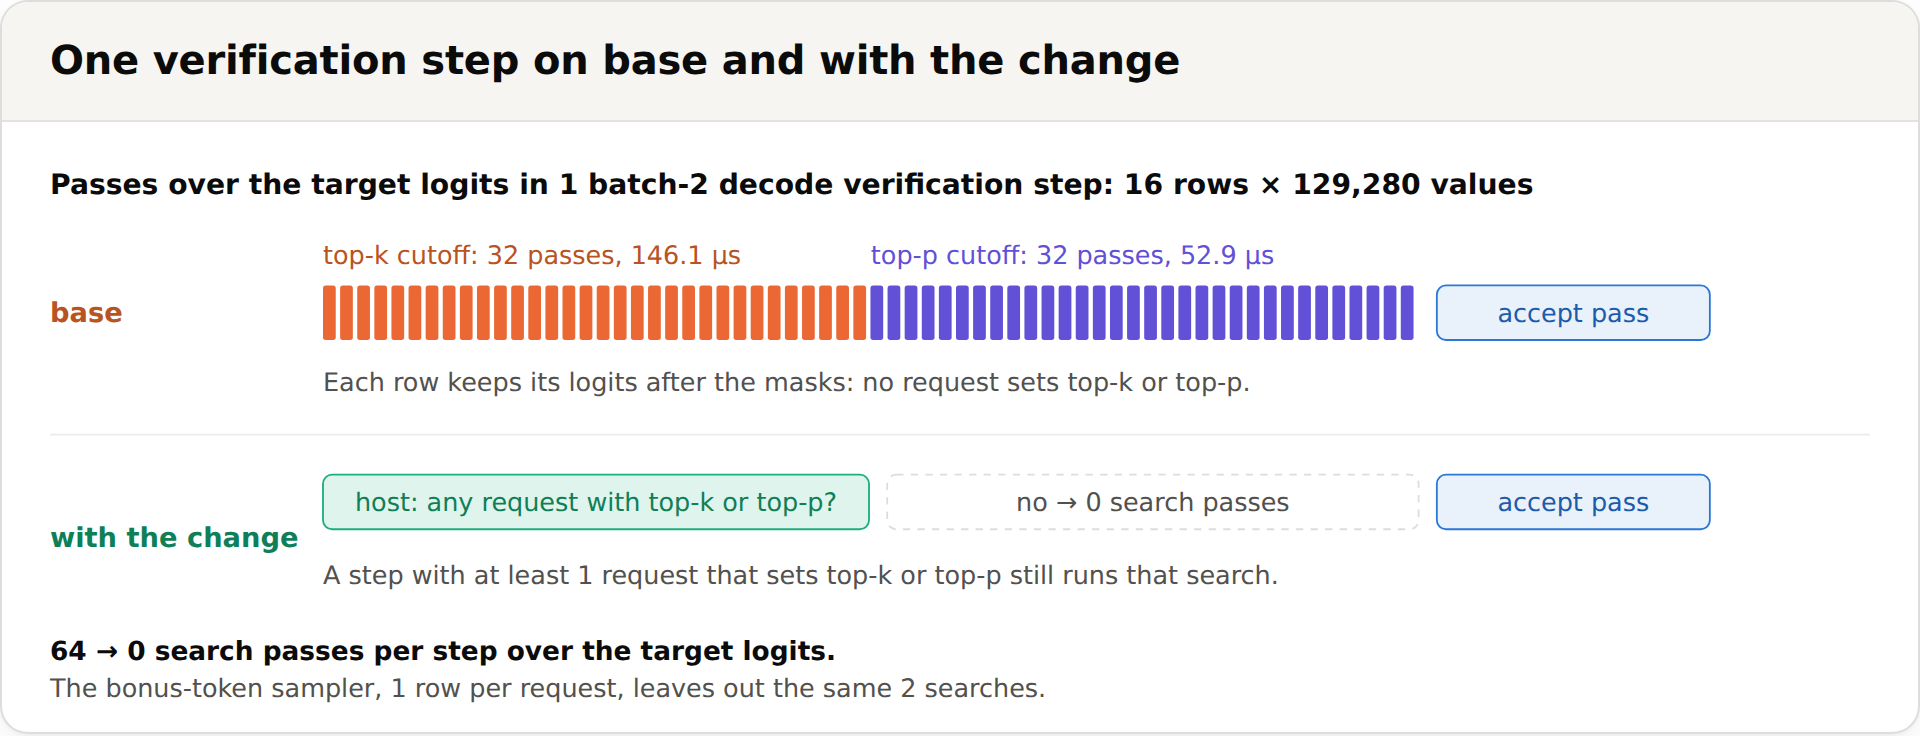 One verification step on base and with the change
Passes over the target logits in 1 batch-2 decode verification step: 16 rows × 129,280 values
top-k cutoff: 32 passes, 146.1 µs
top-p cutoff: 32 passes, 52.9 µs
base
accept pass
Each row keeps its logits after the masks: no request sets top-k or top-p.
host: any request with top-k or top-p?
no → 0 search passes
accept pass
with the change
A step with at least 1 request that sets top-k or top-p still runs that search.
64 → 0 search passes per step over the target logits.
The bonus-token sampler, 1 row per request, leaves out the same 2 searches.